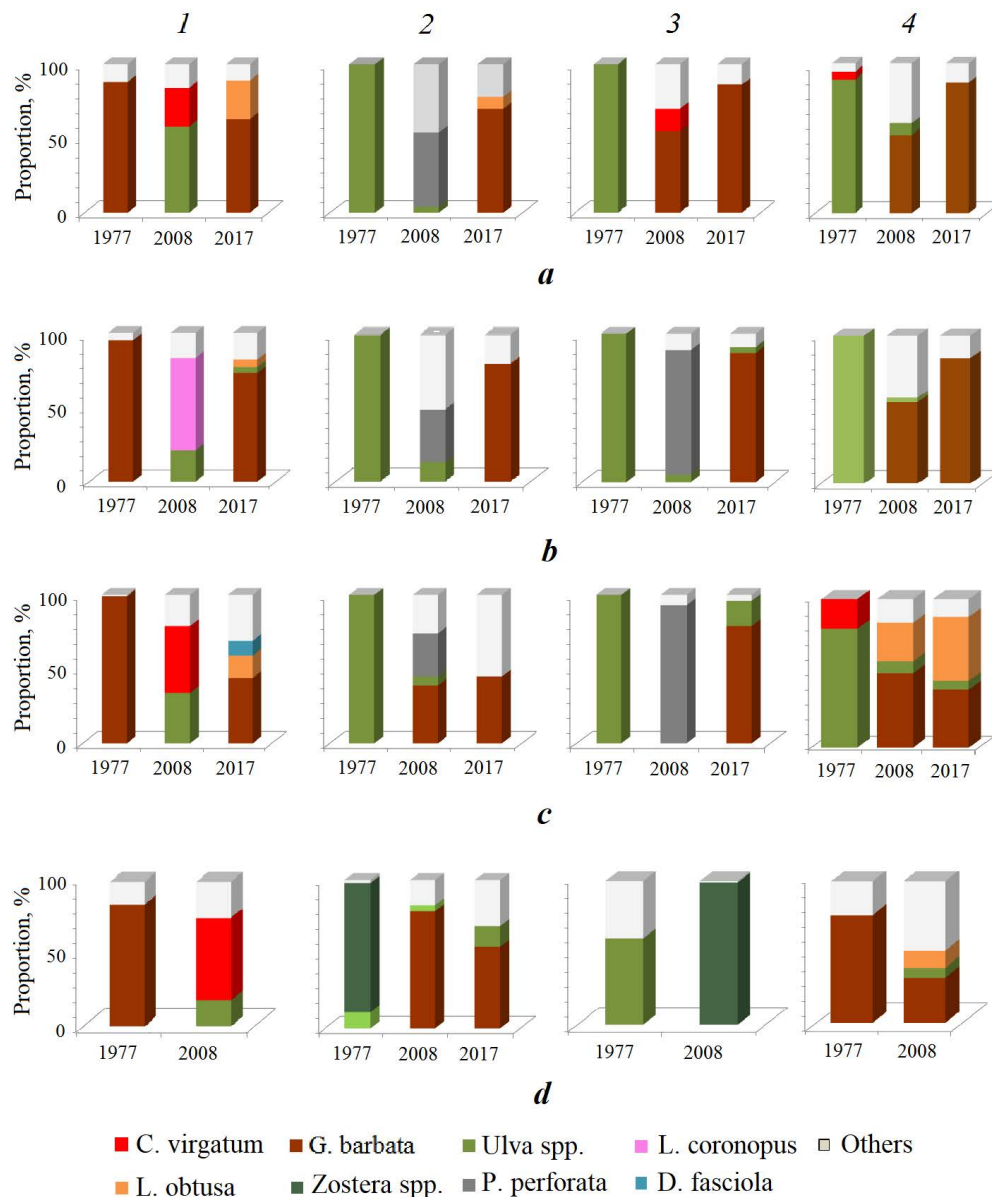 1 2 3 4
Proportion, %
100
50
0
1977 2008 2017 1977 2008 2017 1977 2008 2017 1977 2008 2017
a
Proportion, %
100
50
0
1977 2008 2017 1977 2008 2017 1977 2008 2017 1977 2008 2017
b
Proportion, %
100
50
0
1977 2008 2017 1977 2008 2017 1977 2008 2017 1977 2008 2017
c
Proportion, %
100
50
0
1977 2008 1977 2008 2017 1977 2008 1977 2008
d
C. virgatum G. barbata Ulva spp. L. coronopus Others
L. obtusa Zostera spp. P. perforata D. fasciola